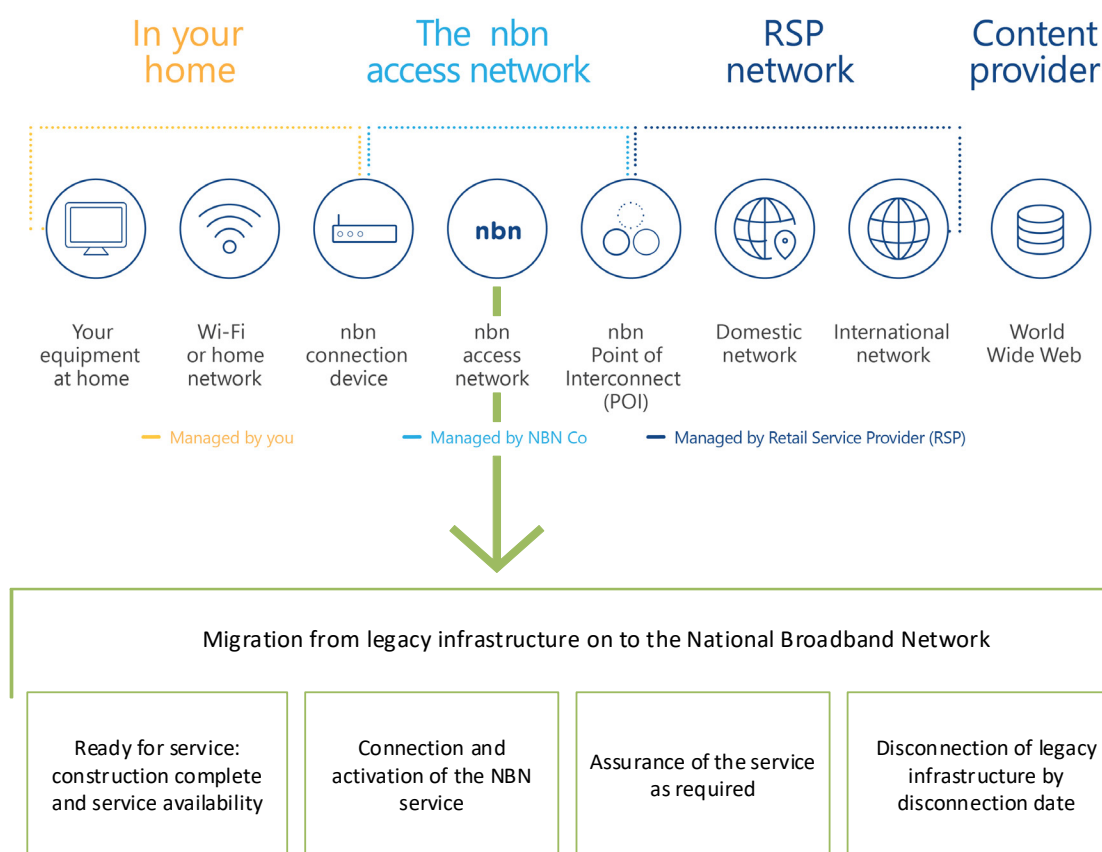 In your
home
The nbn
access network
RSP
network
Content
provider
nbn
Your
equipment
at home
Wi-Fi
or home
network
nbn
connection
device
nbn
access
network
nbn
Point of
Interconnect
(POI)
Domestic
network
International
network
World
Wide Web
Managed by you
Managed by NBN Co
Managed by Retail Service Provider (RSP)
Migration from legacy infrastructure on to the National Broadband Network
Ready for service:
construction complete
and service availability
Connection and
activation of the NBN
service
Assurance of the service
as required
Disconnection of legacy
infrastructure by
disconnection date